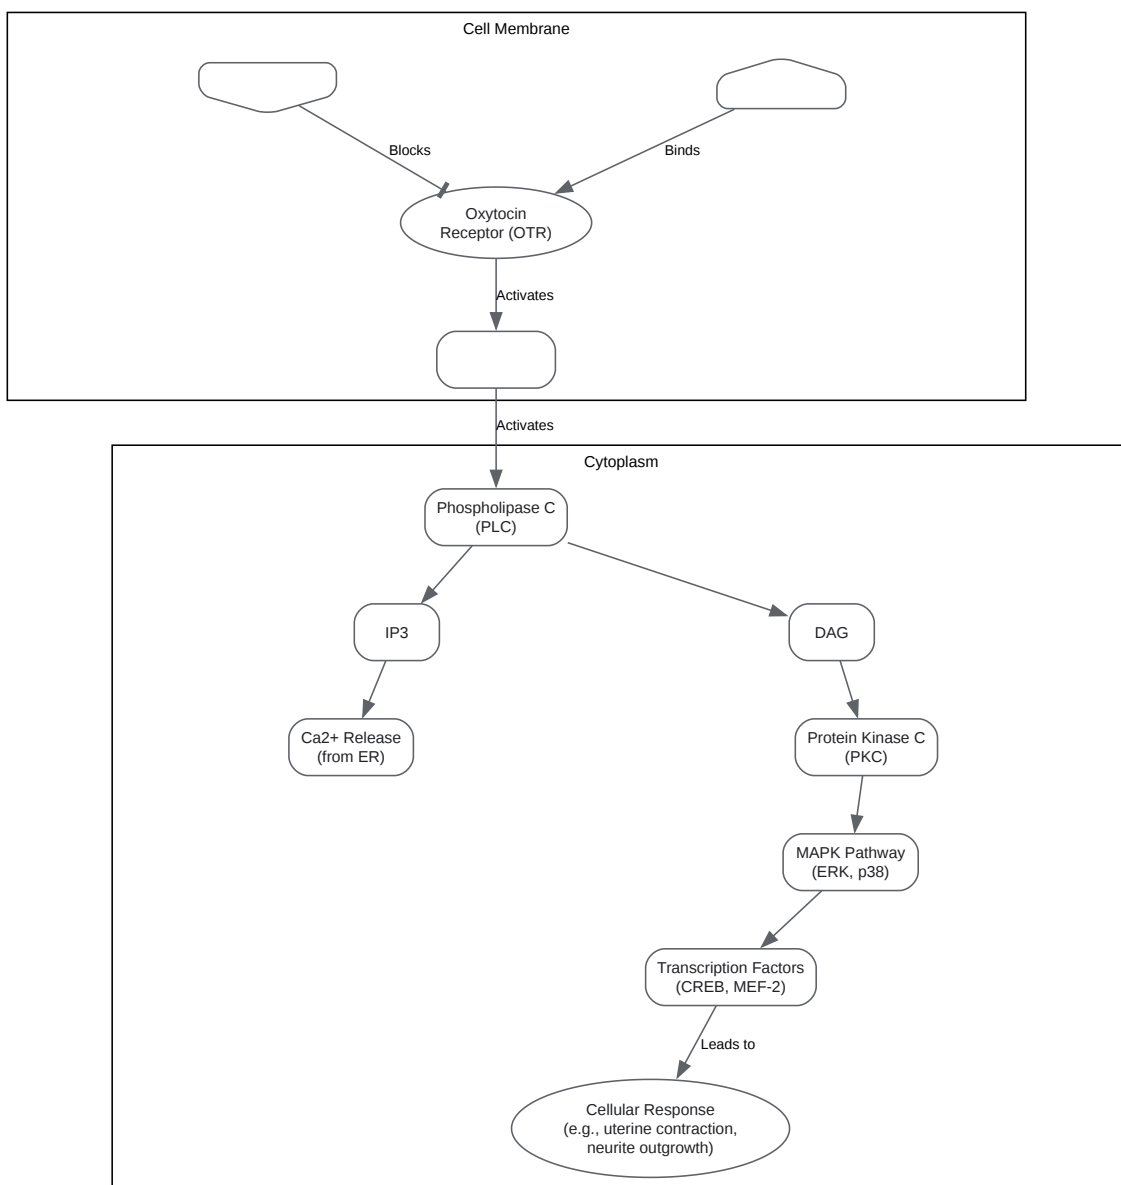 Cell Membrane
Blocks
Binds
Oxytocin
Receptor (OTR)
Activates
Activates
Cytoplasm
Phospholipase C
(PLC)
IP3
DAG
Ca2+ Release
(from ER)
Protein Kinase C
(PKC)
MAPK Pathway
(ERK, p38)
Transcription Factors
(CREB, MEF-2)
Leads to
Cellular Response
(e.g., uterine contraction,
neurite outgrowth)